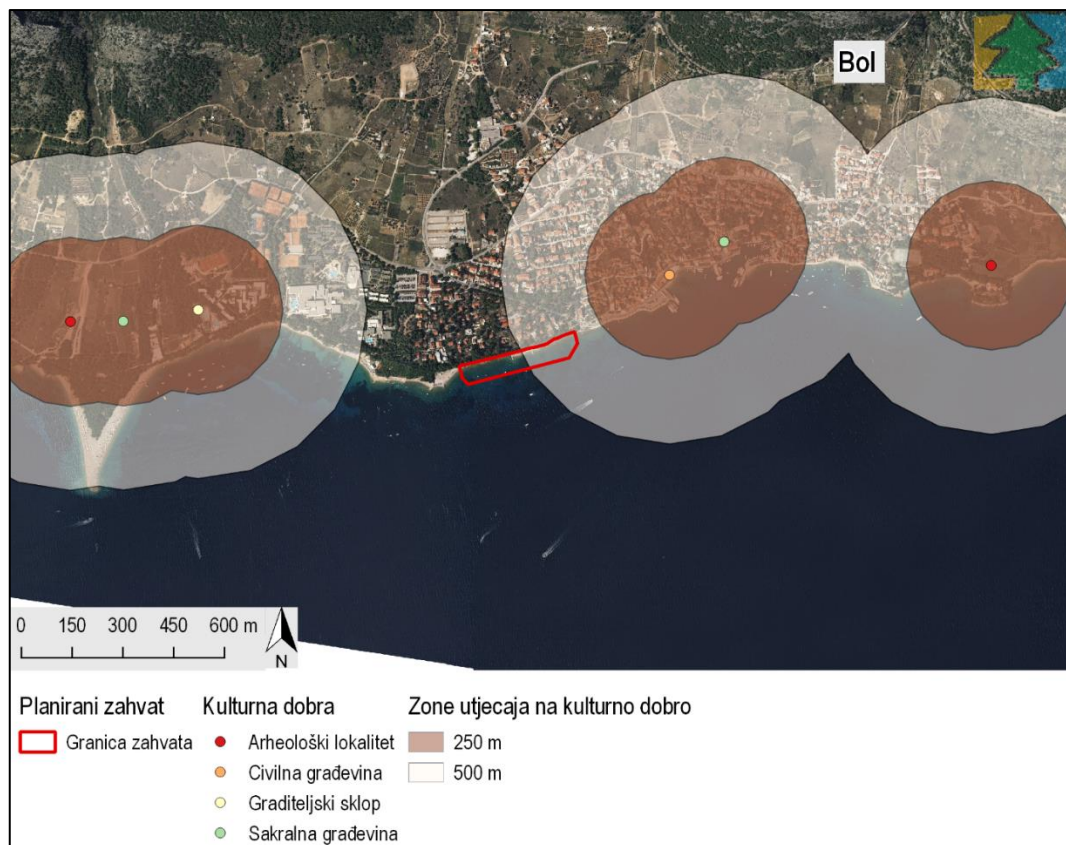 Bol
0 150 300 450 600 m
N
Planirani zahvat
Granica zahvata
Kulturna dobra
Arheološki lokalitet
Civilna građevina
Graditeljski sklop
Sakralna građevina
Zone utjecaja na kulturno dobro
250 m
500 m